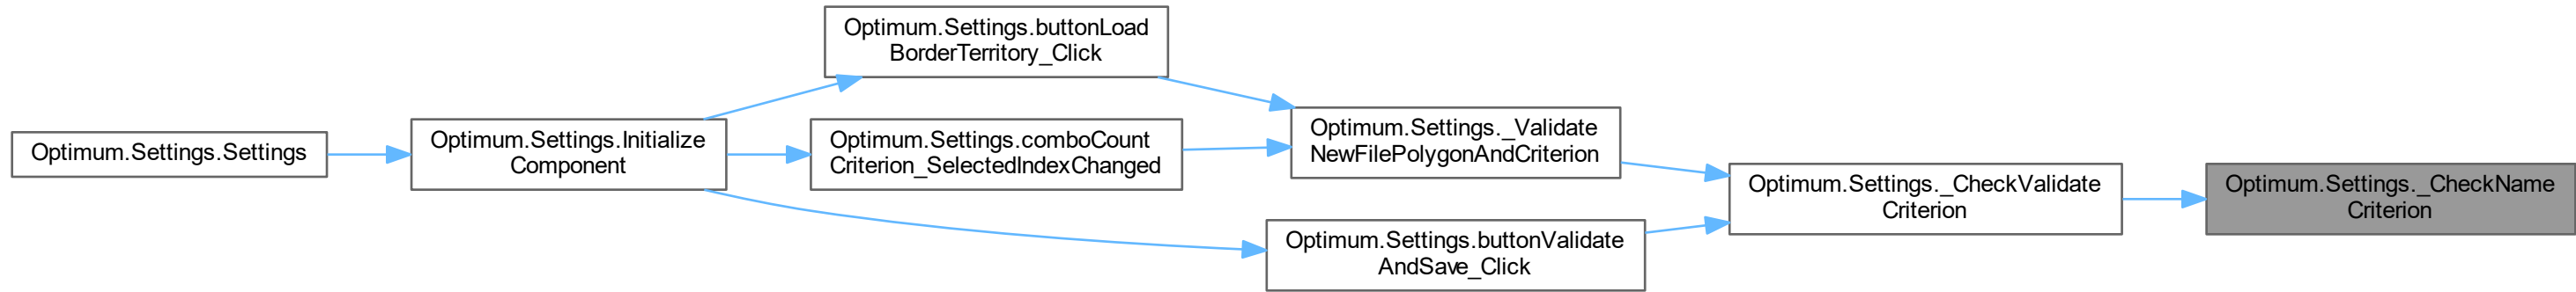 Optimum.Settings.Settings
Optimum.Settings.Initialize
Component
Optimum.Settings.buttonLoad
BorderTerritory_Click
Optimum.Settings.comboCount
Criterion_SelectedIndexChanged
Optimum.Settings._Validate
NewFilePolygonAndCriterion
Optimum.Settings.buttonValidate
AndSave_Click
Optimum.Settings._CheckValidate
Criterion
Optimum.Settings._CheckName
Criterion